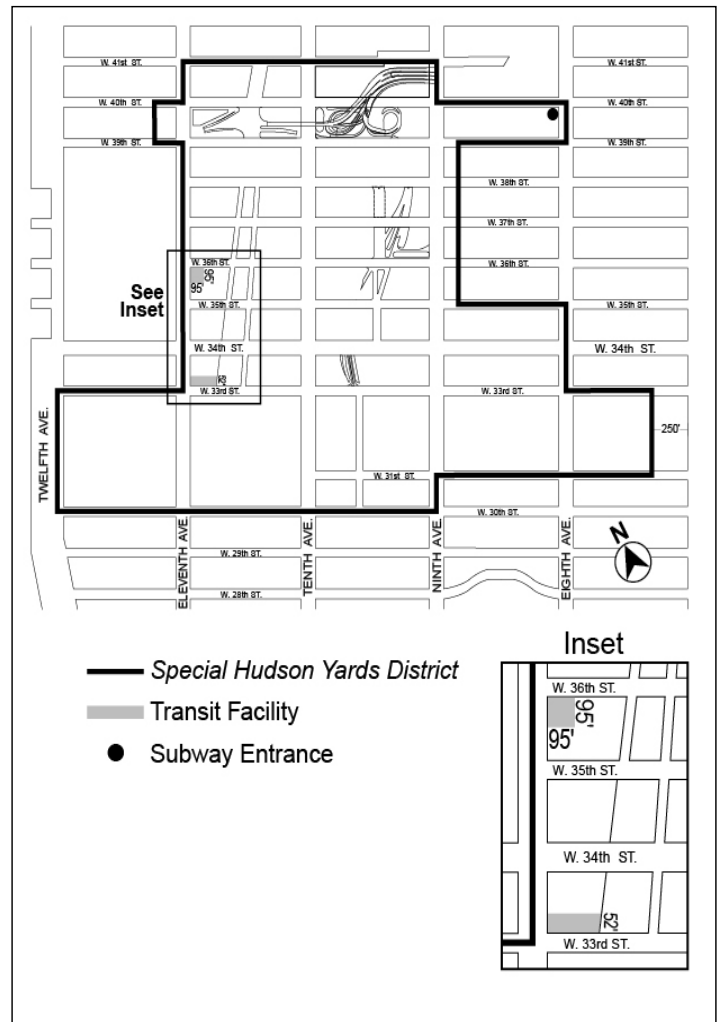 W. 41st ST. W. 41st ST.
W. 40th ST. W. 40th ST.
W. 39th ST. W. 39th ST.
W. 38th ST.
W. 37th ST.
W. 36th ST. W. 36th ST.
95'
95'
See
Inset
W. 35th ST. W. 35th ST.
W. 34th ST. W. 34th ST.
52'
W. 33rd ST. W. 33rd ST.
250'
TWELFTH AVE.
W. 31st ST.
W. 30th ST.
ELEVENTH AVE.
TENTH AVE.
NINTH AVE.
EIGHTH AVE.
N
W. 29th ST.
W. 28th ST.
Inset
Special Hudson Yards District
Transit Facility
Subway Entrance
W. 36th ST.
95'
95'
W. 35th ST.
W. 34th ST.
52'
W. 33rd ST.